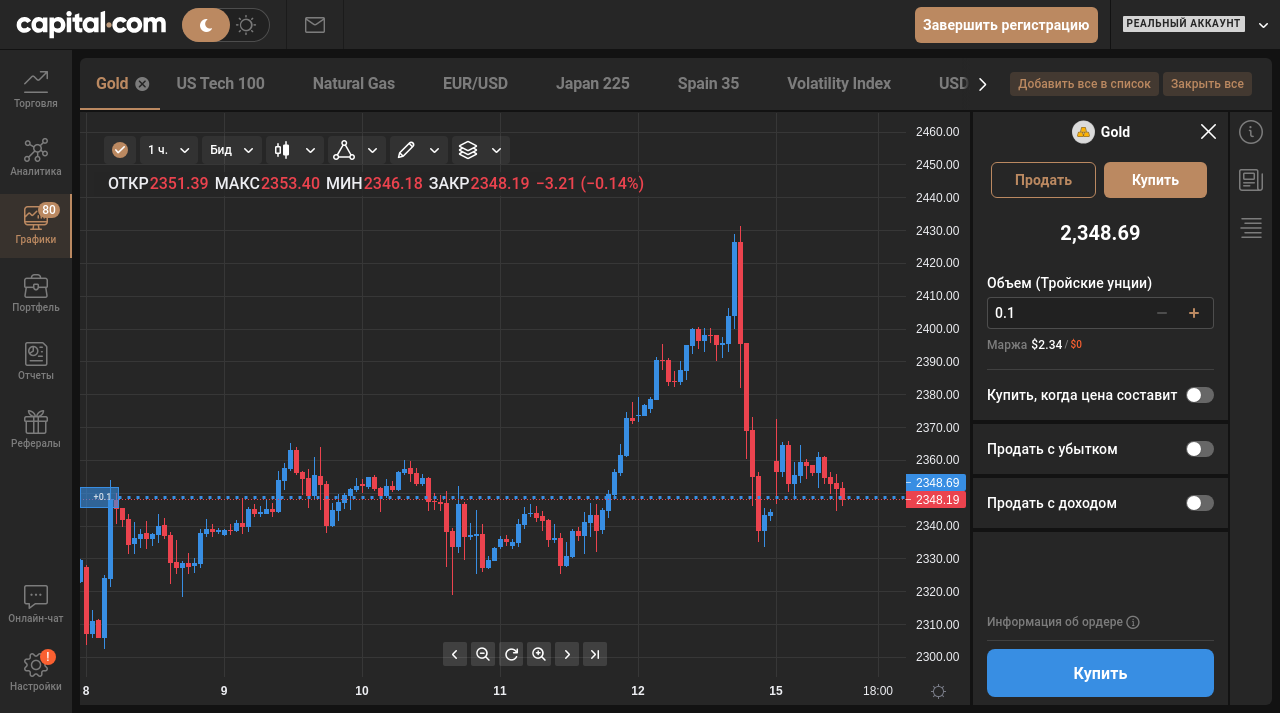 capital.com
Завершить регистрацию
РЕАЛЬНЫЙ АККАУНТ
Торговля
Аналитика
80
Графики
Портфель
Отчеты
Рефералы
Онлайн-чат
!
Настройки
Gold
US Tech 100
Natural Gas
EUR/USD
Japan 225
Spain 35
Volatility Index
USD
Добавить все в список
Закрыть все
1 ч.
Бид
ОТКР2351.39 МАКС2353.40 МИН2346.18 ЗАКР2348.19 −3.21 (−0.14%)
2460.00
2450.00
2440.00
2430.00
2420.00
2410.00
2400.00
2390.00
2380.00
2370.00
2360.00
2348.69
2348.19
2340.00
2330.00
2320.00
2310.00
2300.00
+0.1
8
9
10
11
12
15
18:00
Gold
Продать
Купить
2,348.69
Объем (Тройские унции)
0.1
Маржа $2.34 / $0
Купить, когда цена составит
Продать с убытком
Продать с доходом
Информация об ордере
Купить